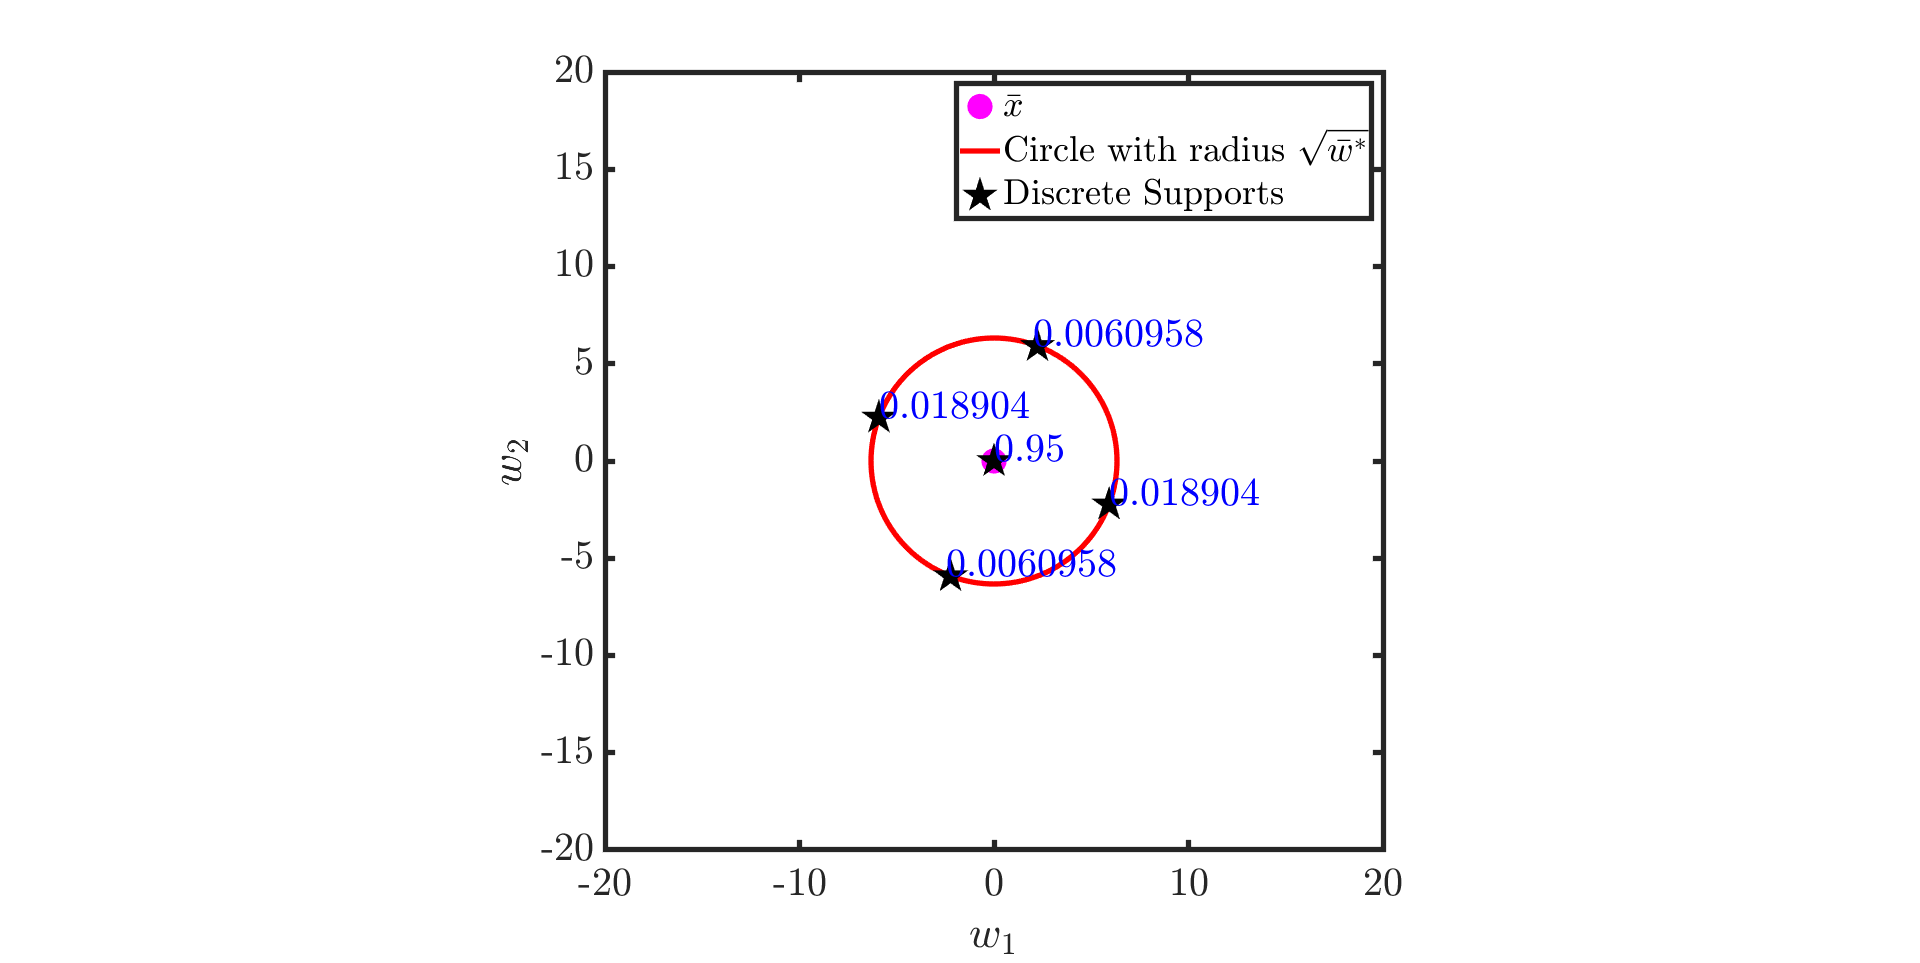 20
x̄
Circle with radius √w̄*
15
Discrete Supports
10
0.0060958
5
0.018904
0.95
0
w₂
0.018904
-5
0.0060958
-10
-15
-20
-20 -10 0 10 20
w₁